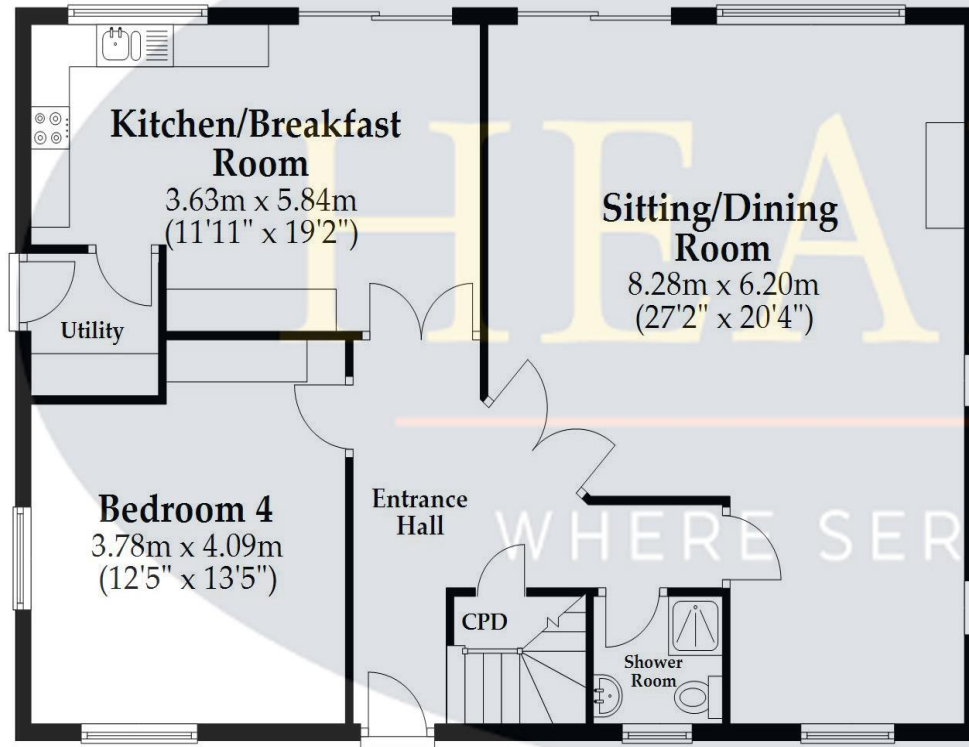 Kitchen/Breakfast
Room
3.63m x 5.84m
(11'11" x 19'2")
Sitting/Dining
Room
8.28m x 6.20m
(27'2" x 20'4")
Utility
Bedroom 4
3.78m x 4.09m
(12'5" x 13'5")
Entrance
Hall
CPD
Shower
Room
HEA
WHERE SER